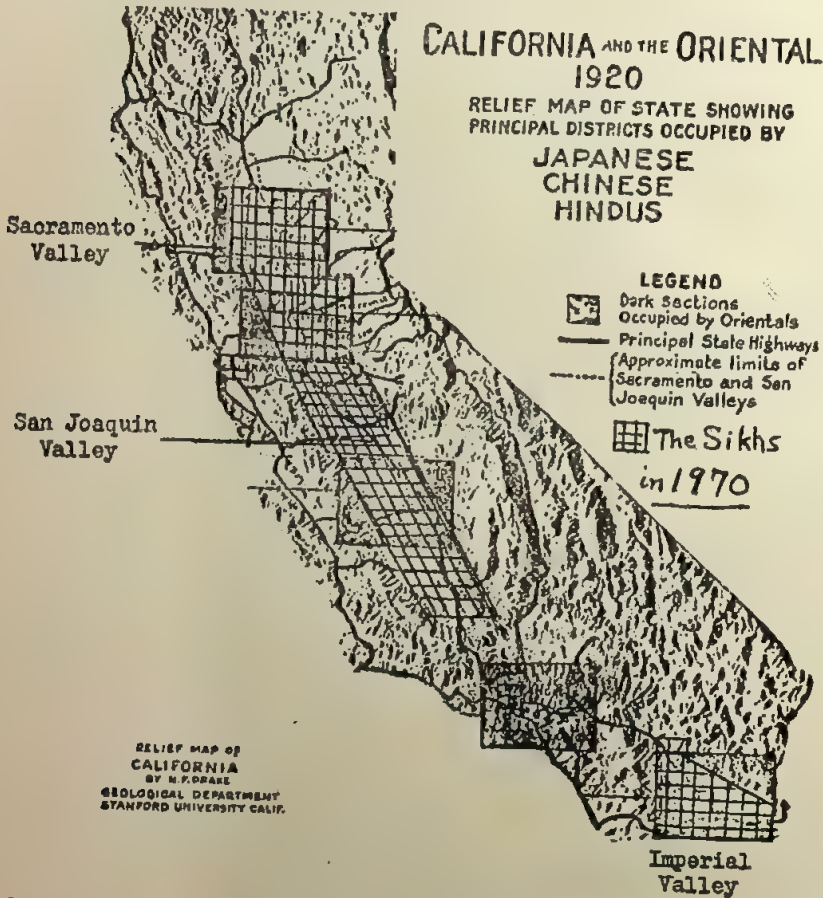 CALIFORNIA AND THE ORIENTAL
1920
RELIEF MAP OF STATE SHOWING
PRINCIPAL DISTRICTS OCCUPIED BY
JAPANESE
CHINESE
HINDUS
Sacramento
Valley
LEGEND
Dark Sections
Occupied by Orientals
Principal State Highways
Approximate limits of
Sacramento and San
Joaquin Valleys
The Sikhs
in 1970
San Joaquin
Valley
RELIEF MAP OF
CALIFORNIA
BY N.F. DRAKE
GEOLOGICAL DEPARTMENT
STANFORD UNIVERSITY CALIF.
Imperial
Valley